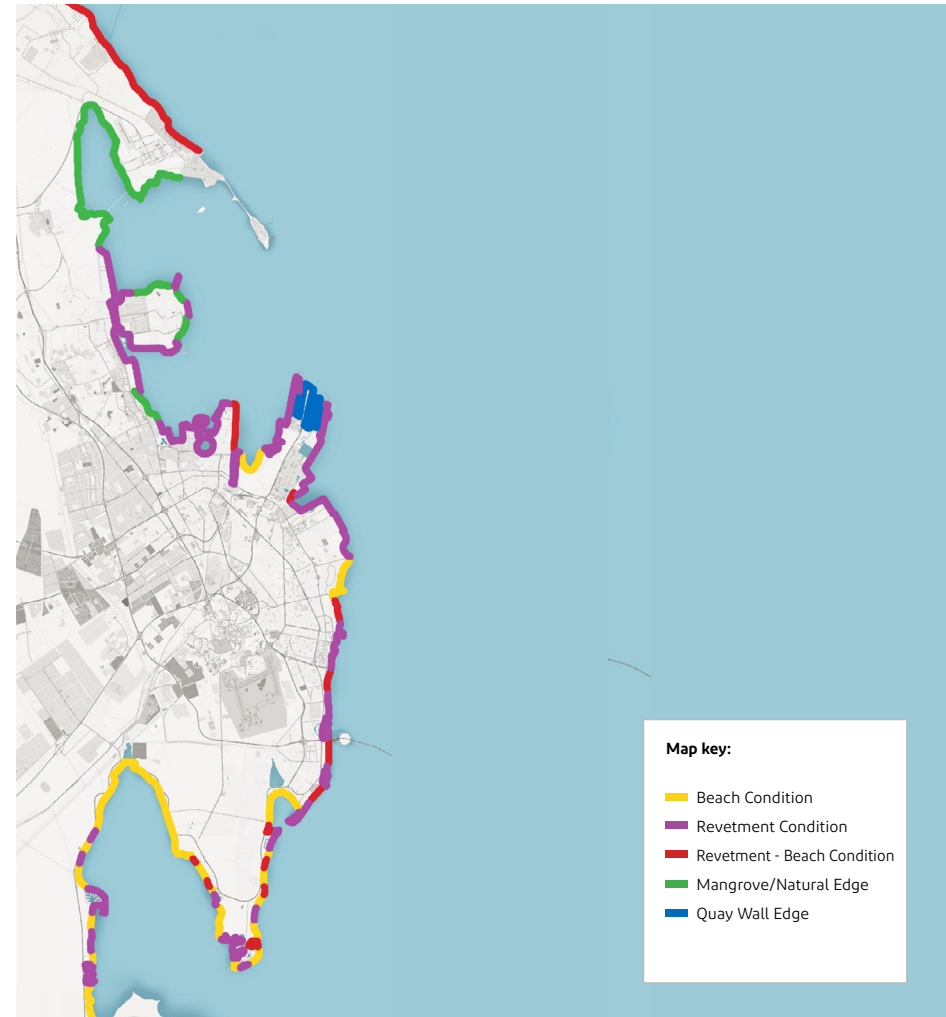 Map key:
Beach Condition
Revetment Condition
Revetment - Beach Condition
Mangrove/Natural Edge
Quay Wall Edge